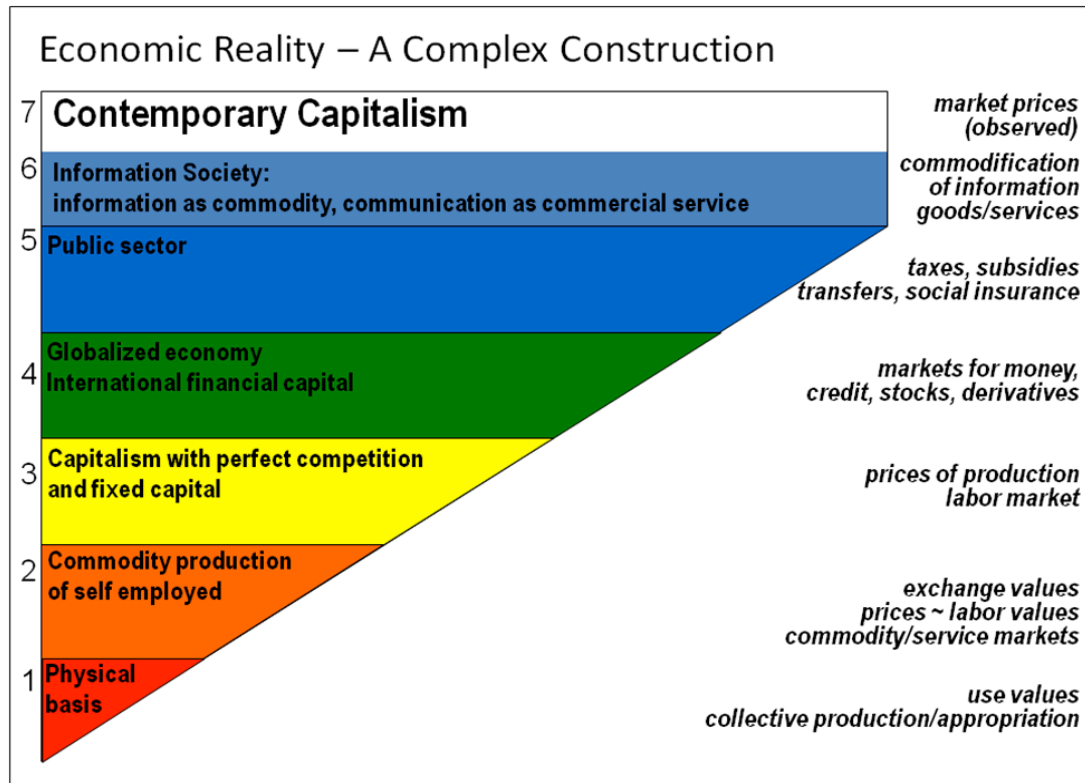 Economic Reality – A Complex Construction
7
Contemporary Capitalism
market prices
(observed)
6
Information Society:
information as commodity, communication as commercial service
commodification
of information
goods/services
5
Public sector
taxes, subsidies
transfers, social insurance
4
Globalized economy
International financial capital
markets for money,
credit, stocks, derivatives
3
Capitalism with perfect competition
and fixed capital
prices of production
labor market
2
Commodity production
of self employed
exchange values
prices ~ labor values
commodity/service markets
1
Physical
basis
use values
collective production/appropriation